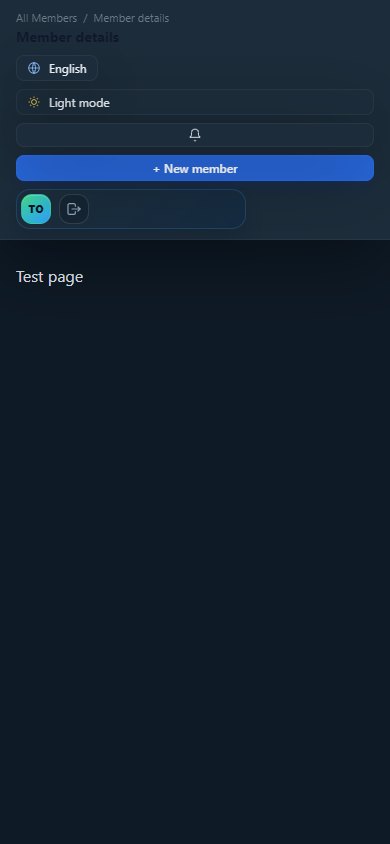 All Members / Member details
Member details
English
Light mode
+ New member
TO
Test page